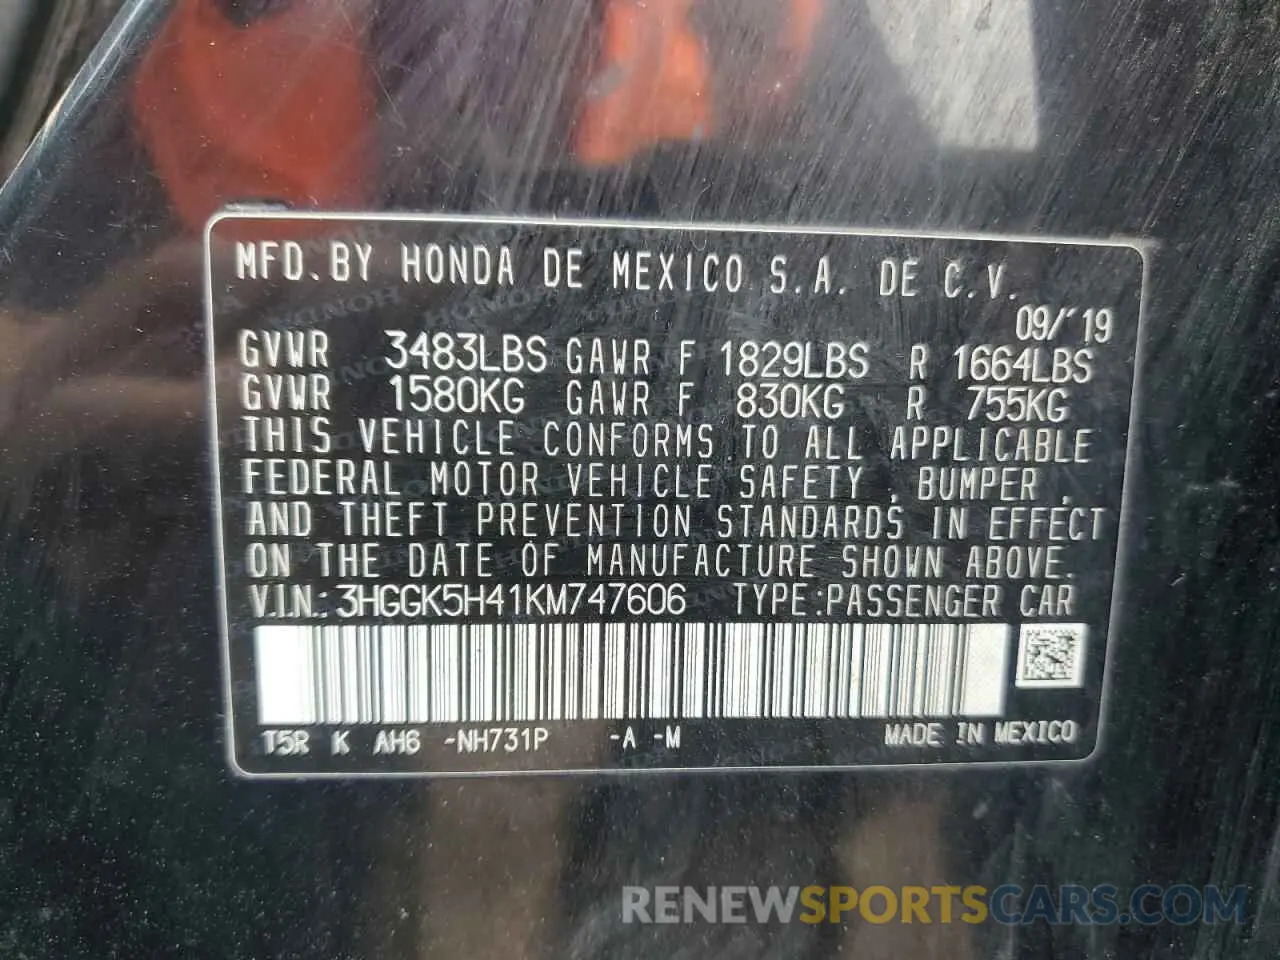 MFD.BY HONDA DE MEXICO S.A. DE C.V.
09/'19
GVWR 3483LBS GAWR F 1829LBS R 1664LBS
GVWR 1580KG GAWR F 830KG R 755KG
THIS VEHICLE CONFORMS TO ALL APPLICABLE
FEDERAL MOTOR VEHICLE SAFETY , BUMPER ,
AND THEFT PREVENTION STANDARDS IN EFFECT
ON THE DATE OF MANUFACTURE SHOWN ABOVE.
V.I.N.: 3HGGK5H41KM747606 TYPE:PASSENGER CAR
T5R K AH6 -NH731P -A -M MADE IN MEXICO
RENEWSPORTSCARS.COM